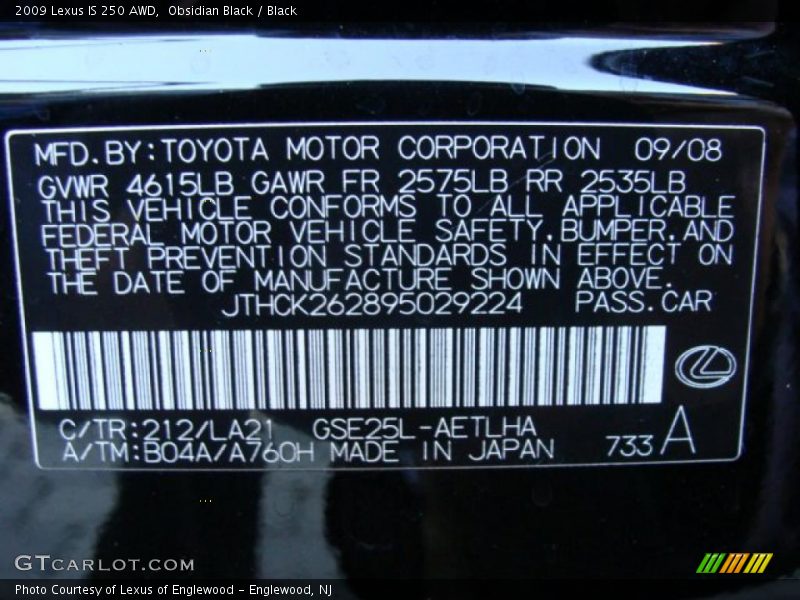 2009 Lexus IS 250 AWD,  Obsidian Black / Black
MFD.BY:TOYOTA MOTOR CORPORATION 09/08
GVWR 4615LB GAWR FR 2575LB RR 2535LB
THIS VEHICLE CONFORMS TO ALL APPLICABLE
FEDERAL MOTOR VEHICLE SAFETY,BUMPER,AND
THEFT PREVENTION STANDARDS IN EFFECT ON
THE DATE OF MANUFACTURE SHOWN ABOVE.
JTHCK262895029224 PASS.CAR
C/TR:212/LA21 GSE25L-AETLHA
A/TM:B04A/A760H MADE IN JAPAN 733 A
GTCARLOT.COM
Photo Courtesy of Lexus of Englewood - Englewood, NJ